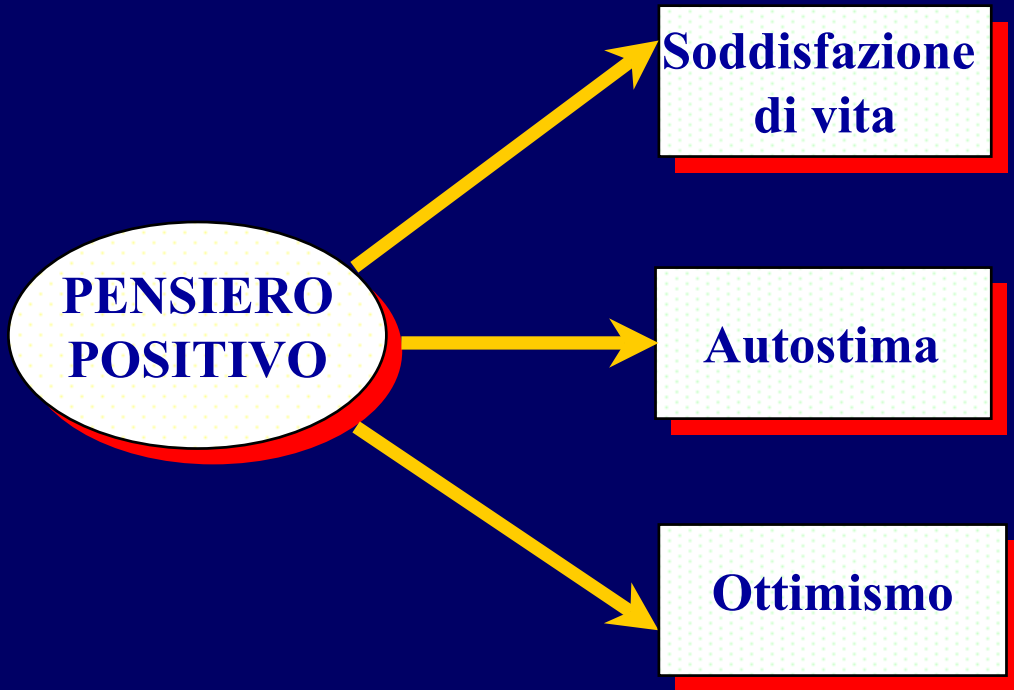 Soddisfazione
di vita
PENSIERO
POSITIVO
Autostima
Ottimismo